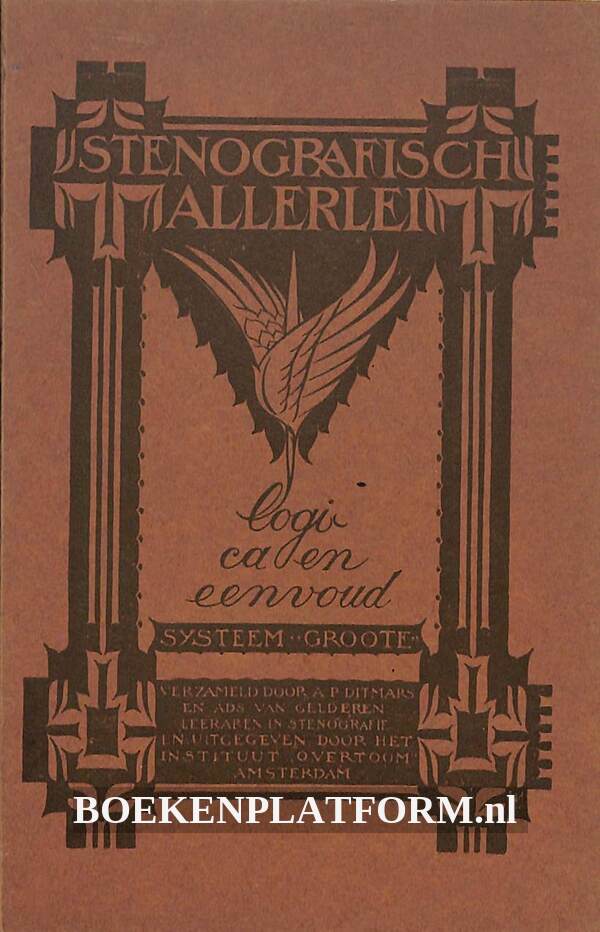 STENOGRAFISCH
ALLERLEI
logi-
ca en
eenvoud
SYSTEEM "GROOTE"
VERZAMELD DOOR A.P. DITMARS
EN ADS VAN GELDEREN
LEERAREN IN STENOGRAFIE
EN UITGEGEVEN DOOR HET
INSTITUUT "OVERTOOM"
AMSTERDAM
BOEKENPLATFORM.nl